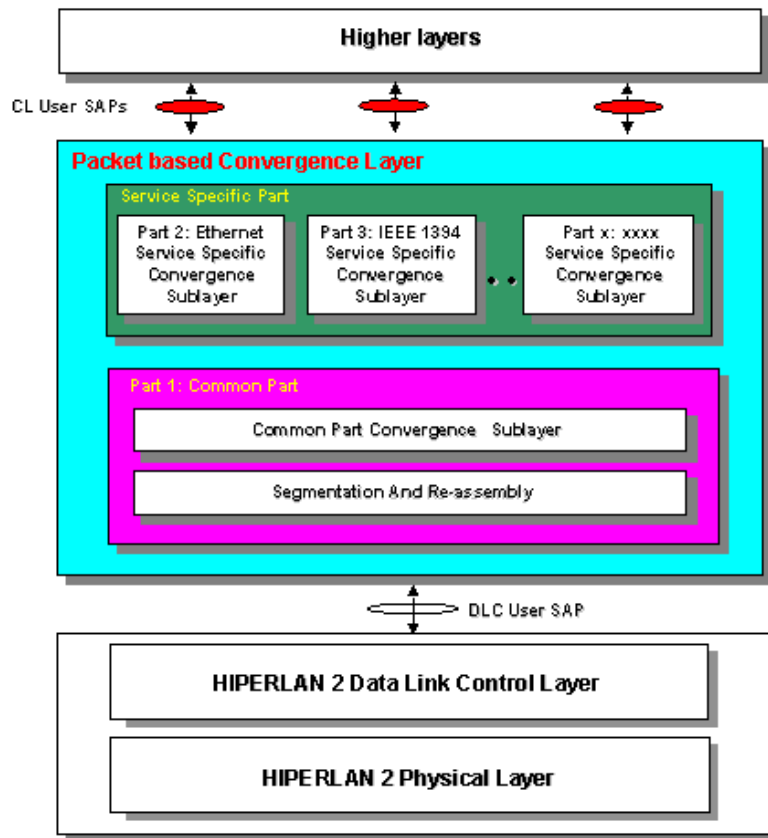 Higher layers
CL User SAPs
Packet based Convergence Layer
Service Specific Part
Part 2: Ethernet
Service Specific
Convergence
Sublayer
Part 3: IEEE 1394
Service Specific
Convergence
Sublayer
. .
Part x: xxxx
Service Specific
Convergence
Sublayer
Part 1: Common Part
Common Part Convergence Sublayer
Segmentation And Re-assembly
DLC User SAP
HIPERLAN 2 Data Link Control Layer
HIPERLAN 2 Physical Layer